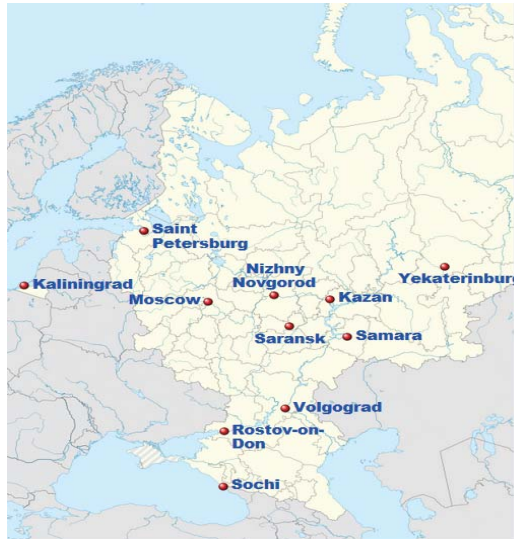 Saint
Petersburg
Kaliningrad
Nizhny
Novgorod
Yekaterinburg
Moscow
Kazan
Saransk
Samara
Volgograd
Rostov-on-
Don
Sochi